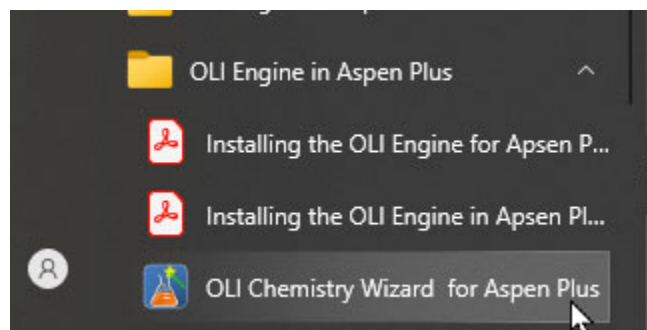 OLI Engine in Aspen Plus
Installing the OLI Engine for Apsen P...
Installing the OLI Engine in Apsen Pl...
OLI Chemistry Wizard for Aspen Plus